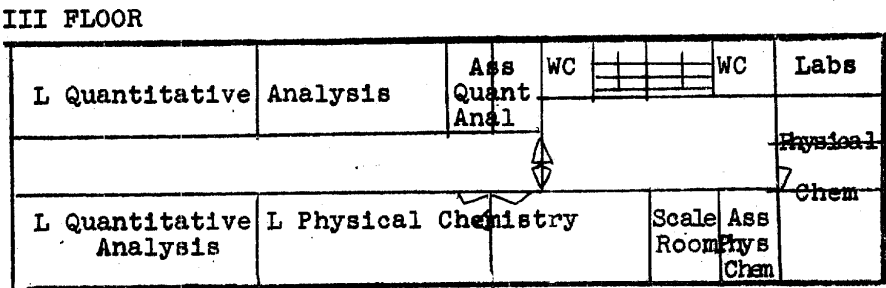 III FLOOR
L Quantitative Analysis
Ass
Quant
Anal
WC
WC
Labs
Physical
Chem
L Quantitative
Analysis
L Physical Chemistry
Scale
Room
Ass
Phys
Chem